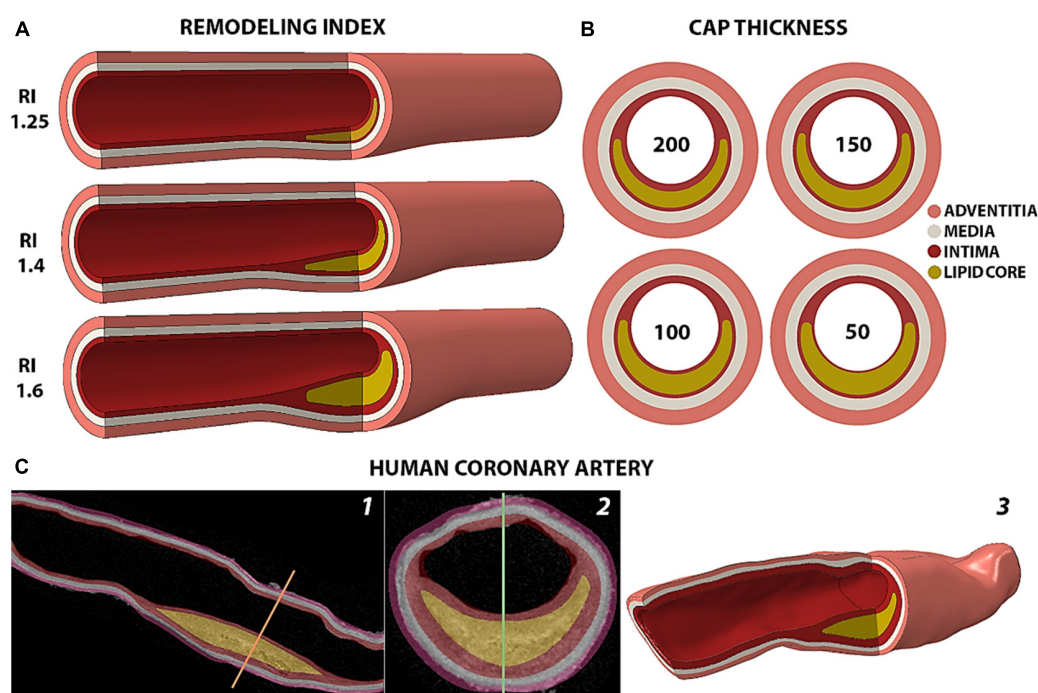 A
REMODELING INDEX
RI
1.25
RI
1.4
RI
1.6
B
CAP THICKNESS
200
150
100
50
ADVENTITIA
MEDIA
INTIMA
LIPID CORE
C
HUMAN CORONARY ARTERY
1
2
3